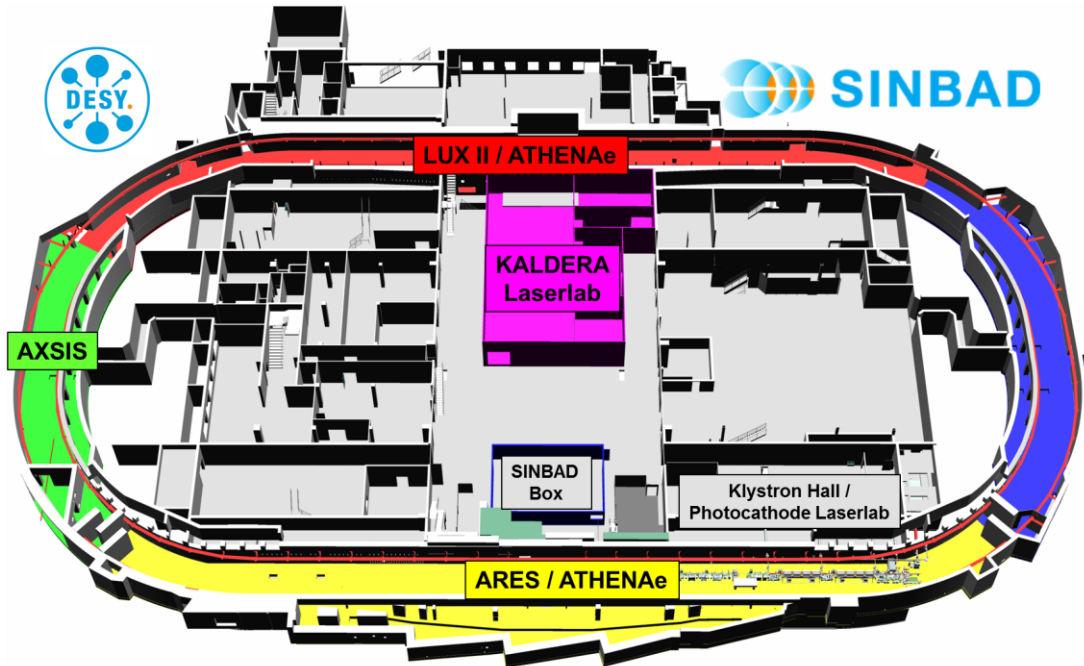 DESY.
SINBAD
LUX II / ATHENAe
KALDERA
Laserlab
AXSIS
SINBAD
Box
Klystron Hall /
Photocathode Laserlab
ARES / ATHENAe